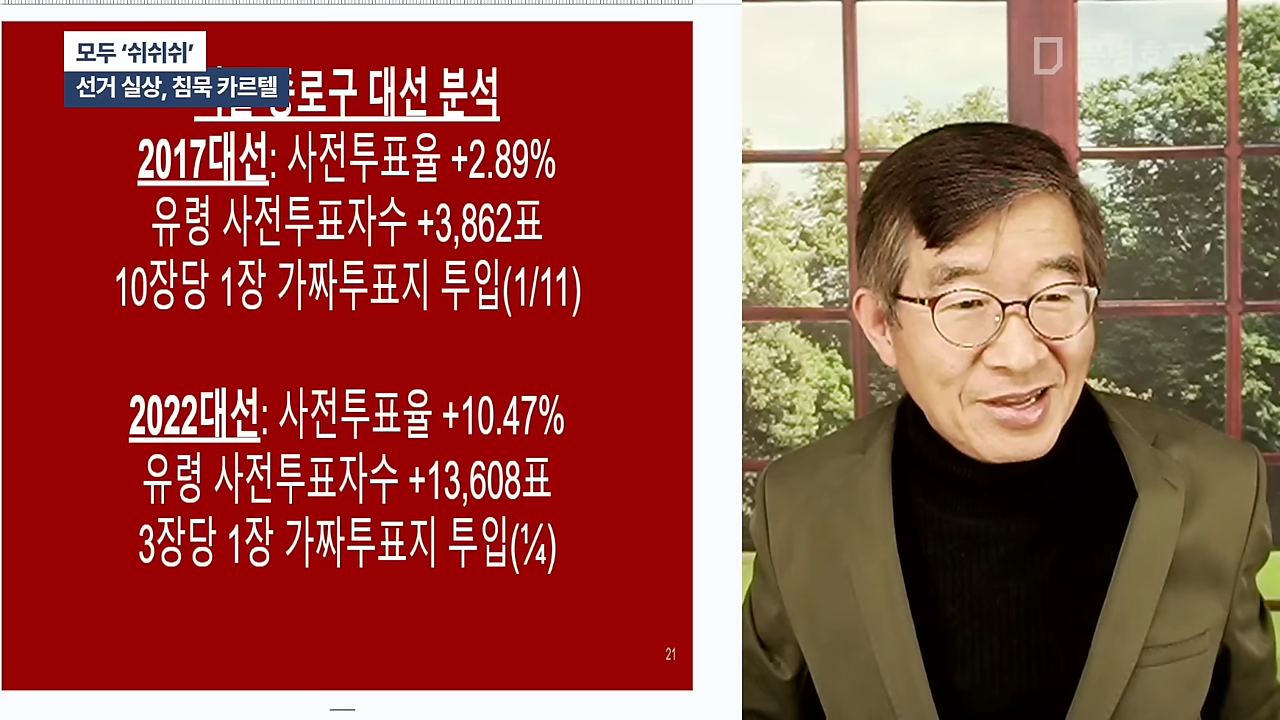 모두 ‘쉬쉬쉬’
선거 실상, 침묵 카르텔
종로구 대선 분석
2017대선: 사전투표율 +2.89%
유령 사전투표자수 +3,862표
10장당 1장 가짜투표지 투입(1/11)
2022대선: 사전투표율 +10.47%
유령 사전투표자수 +13,608표
3장당 1장 가짜투표지 투입(¼)
21